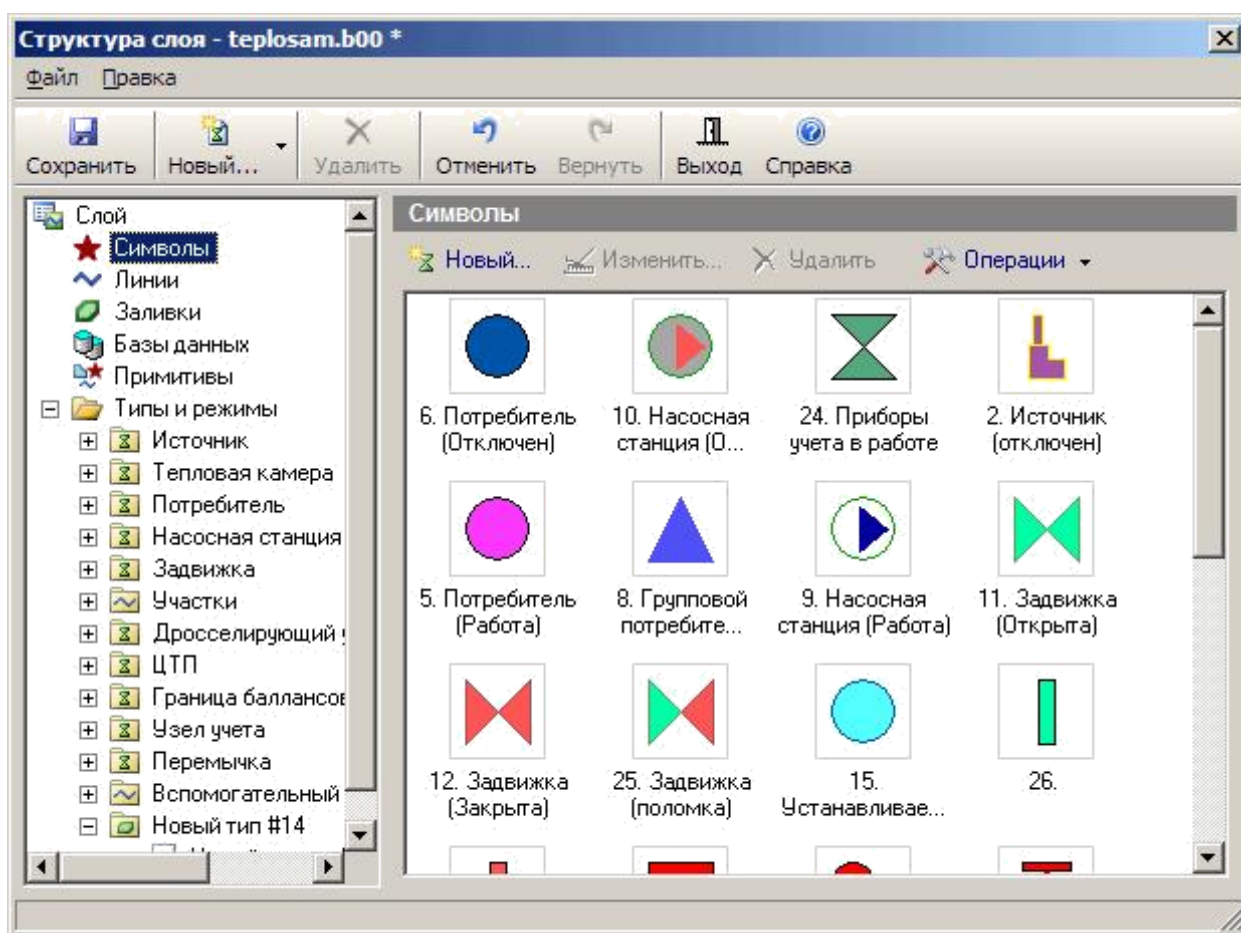 Структура слоя - teplosam.b00 *
Файл Правка
Сохранить Новый... Удалить Отменить Вернуть Выход Справка
Слой
Символы
Линии
Заливки
Базы данных
Примитивы
Типы и режимы
Источник
Тепловая камера
Потребитель
Насосная станция
Задвижка
Участки
Дросселирующий
ЦТП
Граница баллансов
Узел учета
Перемычка
Вспомогательный
Новый тип #14
Символы
Новый... Изменить... Удалить Операции
6. Потребитель 10. Насосная 24. Приборы 2. Источник
(Отключен) станция (О... учета в работе (отключен)
5. Потребитель 8. Групповой 9. Насосная 11. Задвижка
(Работа) потребите... станция (Работа) (Открыта)
12. Задвижка 25. Задвижка 15. 26.
(Закрыта) (поломка) Устанавливае...